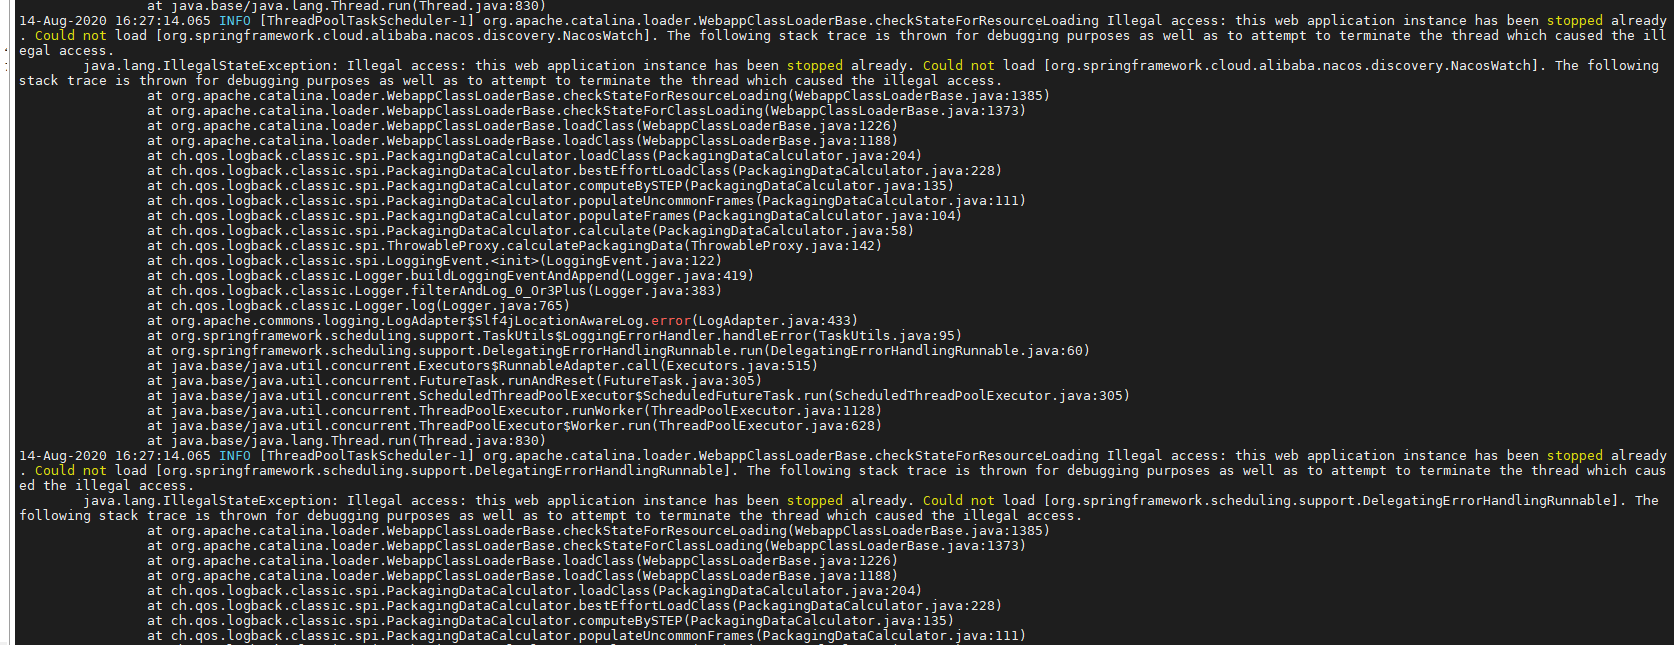 at java.base/java.lang.Thread.run(Thread.java:830)
14-Aug-2020 16:27:14.065 INFO [ThreadPoolTaskScheduler-1] org.apache.catalina.loader.WebappClassLoaderBase.checkStateForResourceLoading Illegal access: this web application instance has been stopped already
. Could not load [org.springframework.cloud.alibaba.nacos.discovery.NacosWatch]. The following stack trace is thrown for debugging purposes as well as to attempt to terminate the thread which caused the ill
egal access.
java.lang.IllegalStateException: Illegal access: this web application instance has been stopped already. Could not load [org.springframework.cloud.alibaba.nacos.discovery.NacosWatch]. The following
stack trace is thrown for debugging purposes as well as to attempt to terminate the thread which caused the illegal access.
at org.apache.catalina.loader.WebappClassLoaderBase.checkStateForResourceLoading(WebappClassLoaderBase.java:1385)
at org.apache.catalina.loader.WebappClassLoaderBase.checkStateForClassLoading(WebappClassLoaderBase.java:1373)
at org.apache.catalina.loader.WebappClassLoaderBase.loadClass(WebappClassLoaderBase.java:1226)
at org.apache.catalina.loader.WebappClassLoaderBase.loadClass(WebappClassLoaderBase.java:1188)
at ch.qos.logback.classic.spi.PackagingDataCalculator.loadClass(PackagingDataCalculator.java:204)
at ch.qos.logback.classic.spi.PackagingDataCalculator.bestEffortLoadClass(PackagingDataCalculator.java:228)
at ch.qos.logback.classic.spi.PackagingDataCalculator.computeBySTEP(PackagingDataCalculator.java:135)
at ch.qos.logback.classic.spi.PackagingDataCalculator.populateUncommonFrames(PackagingDataCalculator.java:111)
at ch.qos.logback.classic.spi.PackagingDataCalculator.populateFrames(PackagingDataCalculator.java:104)
at ch.qos.logback.classic.spi.PackagingDataCalculator.calculate(PackagingDataCalculator.java:58)
at ch.qos.logback.classic.spi.ThrowableProxy.calculatePackagingData(ThrowableProxy.java:142)
at ch.qos.logback.classic.spi.LoggingEvent.<init>(LoggingEvent.java:122)
at ch.qos.logback.classic.Logger.buildLoggingEventAndAppend(Logger.java:419)
at ch.qos.logback.classic.Logger.filterAndLog_0_Or3Plus(Logger.java:383)
at ch.qos.logback.classic.Logger.log(Logger.java:765)
at org.apache.commons.logging.LogAdapter$Slf4jLocationAwareLog.error(LogAdapter.java:433)
at org.springframework.scheduling.support.TaskUtils$LoggingErrorHandler.handleError(TaskUtils.java:95)
at org.springframework.scheduling.support.DelegatingErrorHandlingRunnable.run(DelegatingErrorHandlingRunnable.java:60)
at java.base/java.util.concurrent.Executors$RunnableAdapter.call(Executors.java:515)
at java.base/java.util.concurrent.FutureTask.runAndReset(FutureTask.java:305)
at java.base/java.util.concurrent.ScheduledThreadPoolExecutor$ScheduledFutureTask.run(ScheduledThreadPoolExecutor.java:305)
at java.base/java.util.concurrent.ThreadPoolExecutor.runWorker(ThreadPoolExecutor.java:1128)
at java.base/java.util.concurrent.ThreadPoolExecutor$Worker.run(ThreadPoolExecutor.java:628)
at java.base/java.lang.Thread.run(Thread.java:830)
14-Aug-2020 16:27:14.065 INFO [ThreadPoolTaskScheduler-1] org.apache.catalina.loader.WebappClassLoaderBase.checkStateForResourceLoading Illegal access: this web application instance has been stopped already
. Could not load [org.springframework.scheduling.support.DelegatingErrorHandlingRunnable]. The following stack trace is thrown for debugging purposes as well as to attempt to terminate the thread which caus
ed the illegal access.
java.lang.IllegalStateException: Illegal access: this web application instance has been stopped already. Could not load [org.springframework.scheduling.support.DelegatingErrorHandlingRunnable]. The
following stack trace is thrown for debugging purposes as well as to attempt to terminate the thread which caused the illegal access.
at org.apache.catalina.loader.WebappClassLoaderBase.checkStateForResourceLoading(WebappClassLoaderBase.java:1385)
at org.apache.catalina.loader.WebappClassLoaderBase.checkStateForClassLoading(WebappClassLoaderBase.java:1373)
at org.apache.catalina.loader.WebappClassLoaderBase.loadClass(WebappClassLoaderBase.java:1226)
at org.apache.catalina.loader.WebappClassLoaderBase.loadClass(WebappClassLoaderBase.java:1188)
at ch.qos.logback.classic.spi.PackagingDataCalculator.loadClass(PackagingDataCalculator.java:204)
at ch.qos.logback.classic.spi.PackagingDataCalculator.bestEffortLoadClass(PackagingDataCalculator.java:228)
at ch.qos.logback.classic.spi.PackagingDataCalculator.computeBySTEP(PackagingDataCalculator.java:135)
at ch.qos.logback.classic.spi.PackagingDataCalculator.populateUncommonFrames(PackagingDataCalculator.java:111)